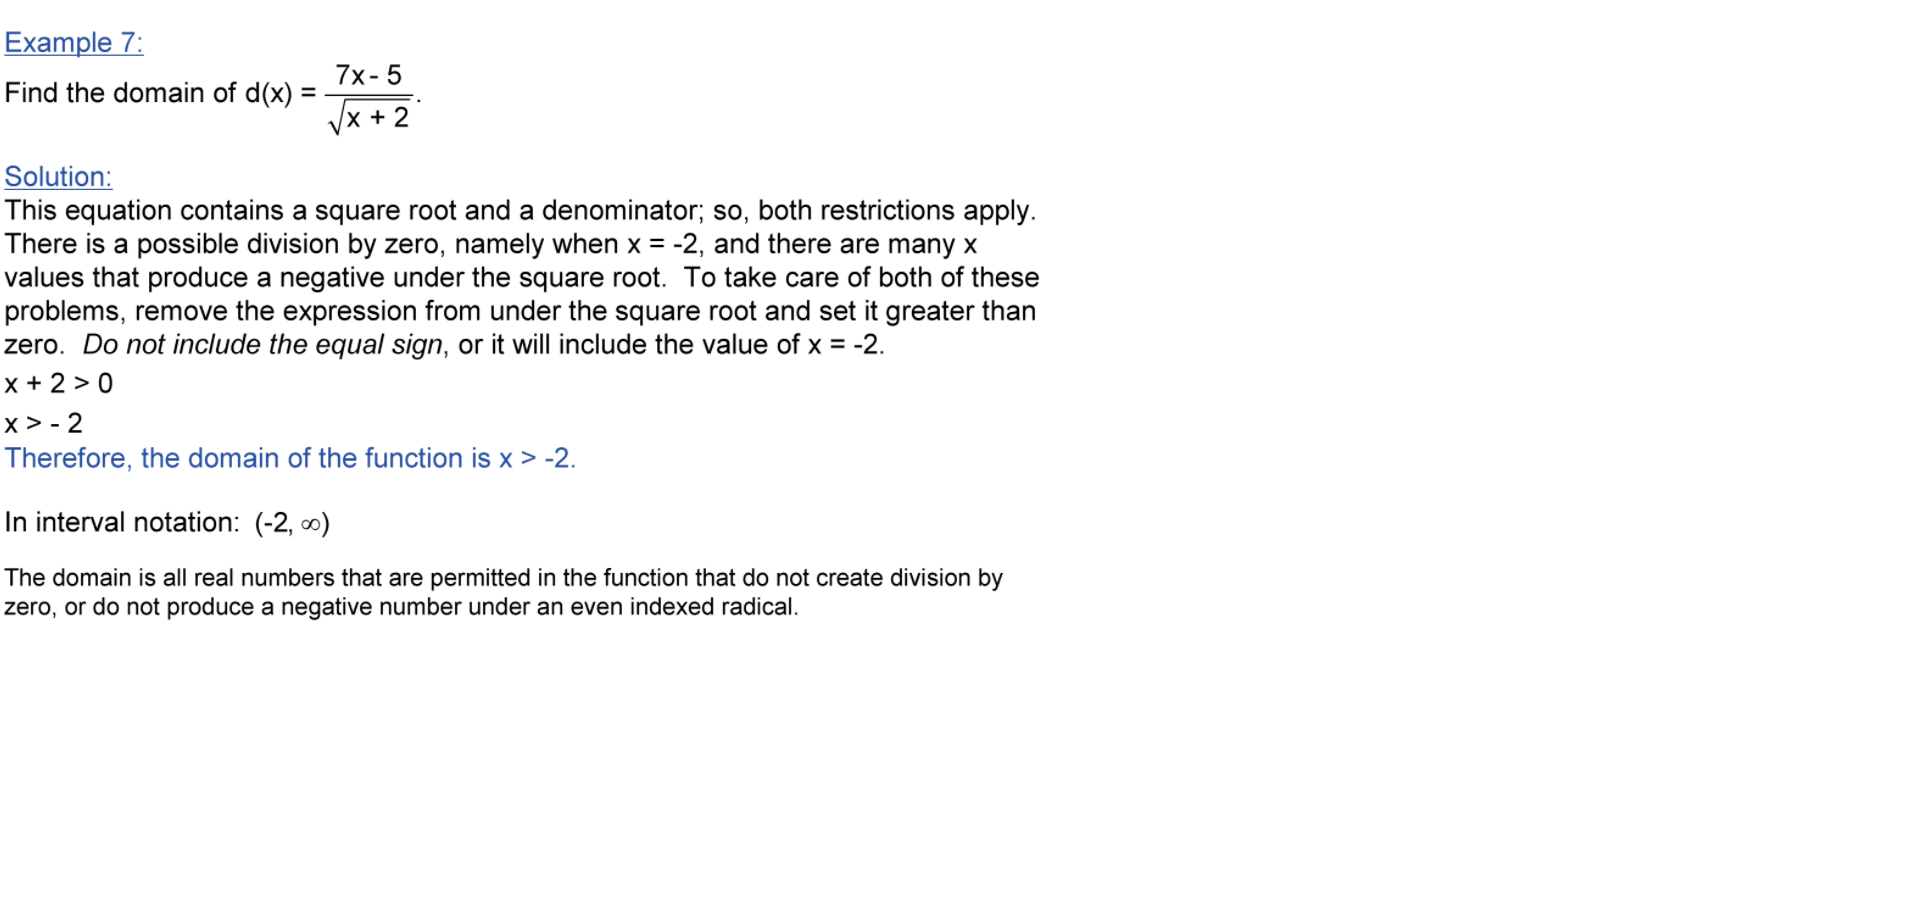 Example 7:
Find the domain of d(x) = \frac{7x - 5}{\sqrt{x + 2}}.
Solution:
This equation contains a square root and a denominator; so, both restrictions apply.
There is a possible division by zero, namely when x = -2, and there are many x
values that produce a negative under the square root.  To take care of both of these
problems, remove the expression from under the square root and set it greater than
zero.  Do not include the equal sign, or it will include the value of x = -2.
x + 2 > 0
x > - 2
Therefore, the domain of the function is x > -2.
In interval notation:  (-2, ∞)
The domain is all real numbers that are permitted in the function that do not create division by
zero, or do not produce a negative number under an even indexed radical.